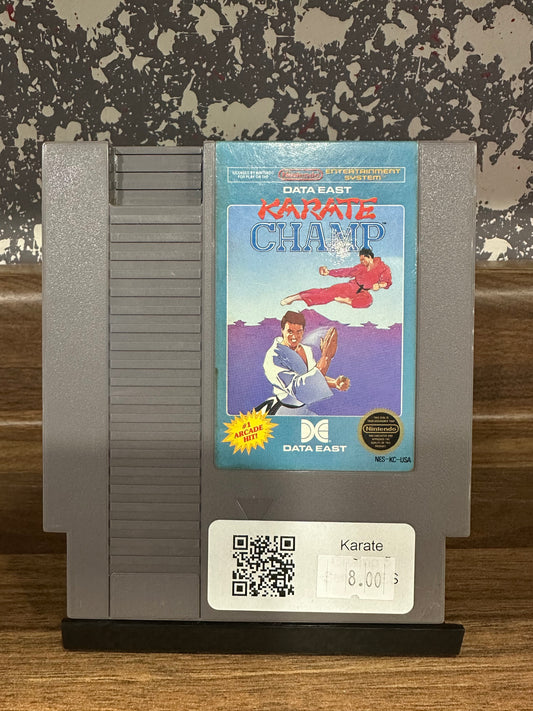 LICENSED BY NINTENDO
FOR PLAY ON THE
Nintendo
ENTERTAINMENT
SYSTEM
DATA EAST
KARATE
CHAMP
#1
ARCADE
HIT!
DATA EAST
Nintendo
NES-KC-USA
Karate
8.00
S